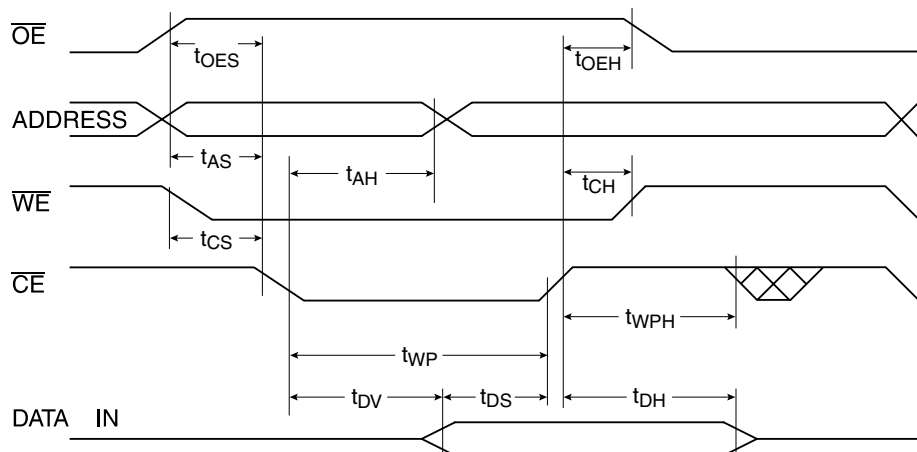 OE
tOES
tOEH
ADDRESS
tAS
tAH
tCH
WE
tCS
CE
tWPH
tWP
tDV
tDS
tDH
DATA IN